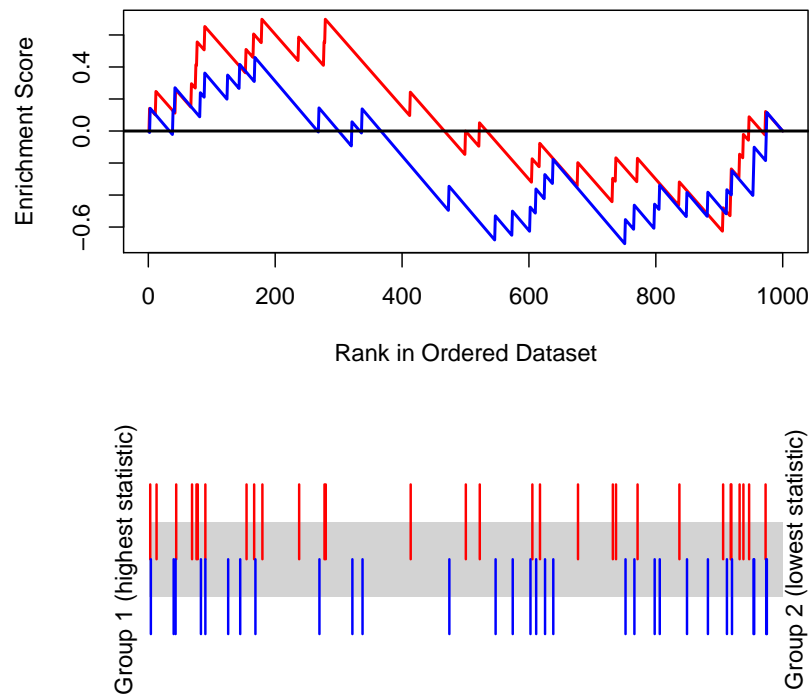 Enrichment Score
0.4
0.0
−0.6
0 200 400 600 800 1000
Rank in Ordered Dataset
Group 1 (highest statistic)
Group 2 (lowest statistic)